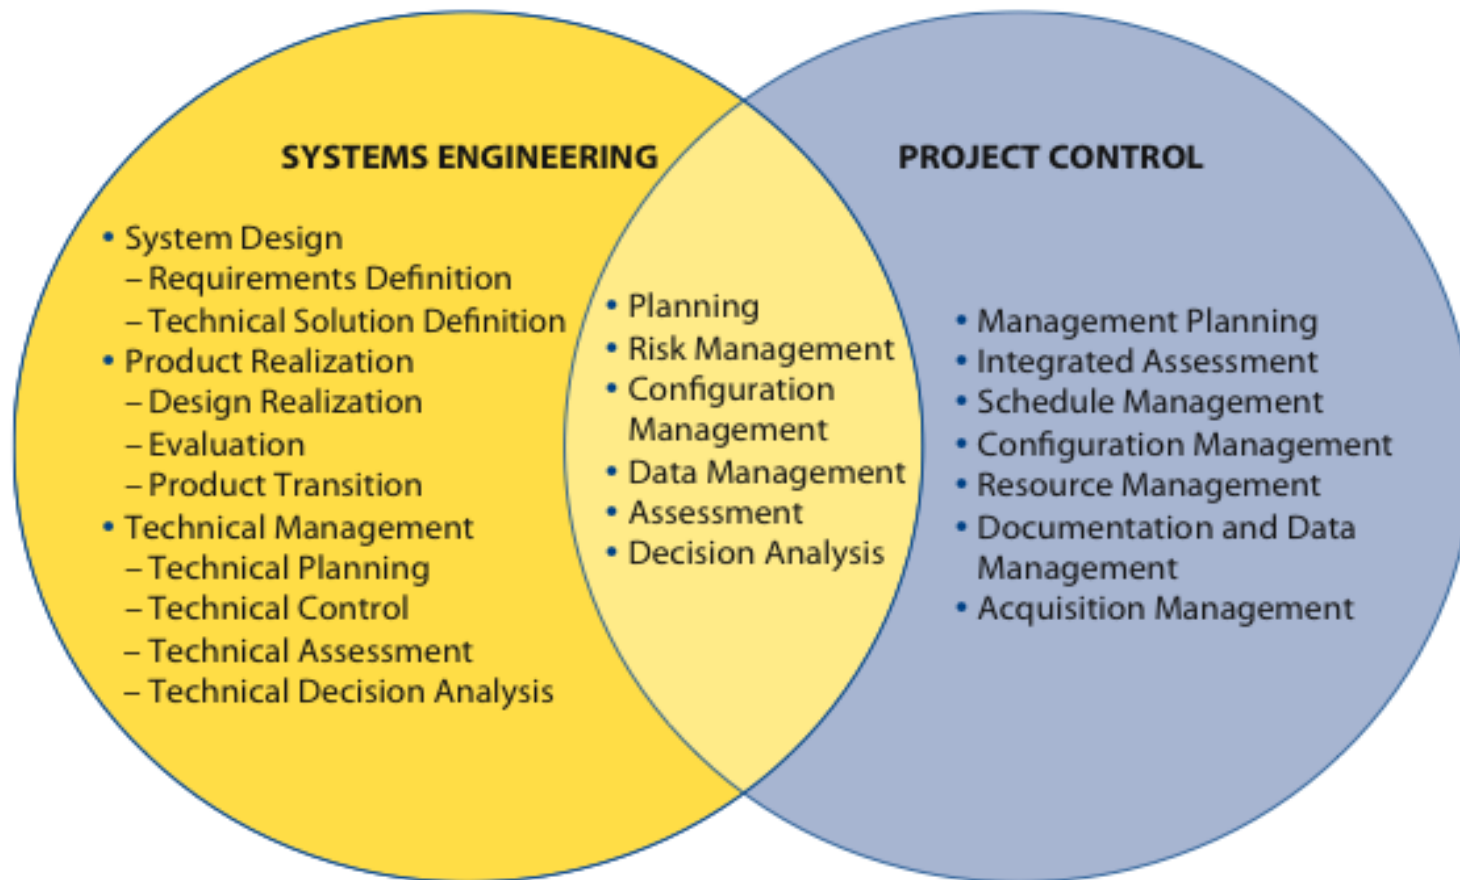 SYSTEMS ENGINEERING
• System Design
– Requirements Definition
– Technical Solution Definition
• Product Realization
– Design Realization
– Evaluation
– Product Transition
• Technical Management
– Technical Planning
– Technical Control
– Technical Assessment
– Technical Decision Analysis
• Planning
• Risk Management
• Configuration
Management
• Data Management
• Assessment
• Decision Analysis
PROJECT CONTROL
• Management Planning
• Integrated Assessment
• Schedule Management
• Configuration Management
• Resource Management
• Documentation and Data
Management
• Acquisition Management